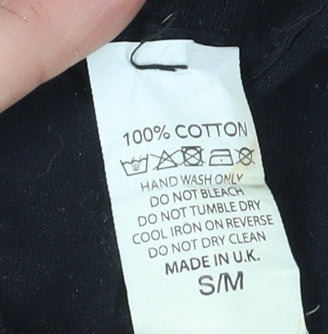 100% COTTON
HAND WASH ONLY
DO NOT BLEACH
DO NOT TUMBLE DRY
COOL IRON ON REVERSE
DO NOT DRY CLEAN
MADE IN U.K.
S/M